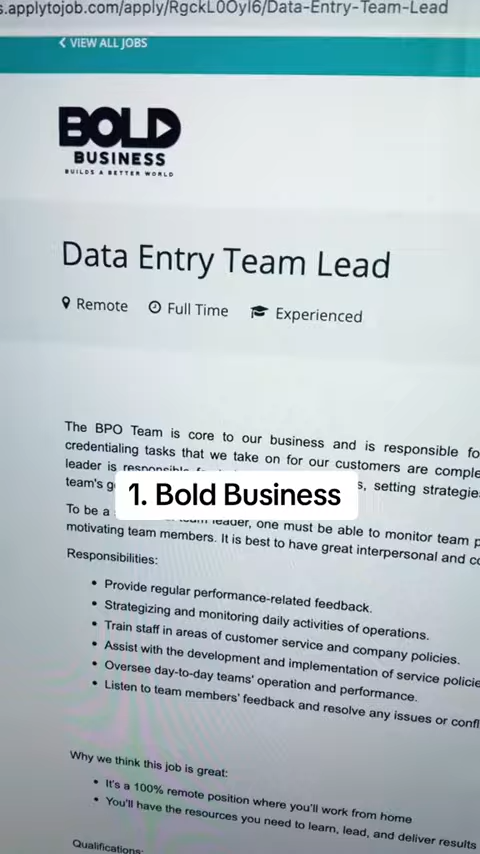 s.applytojob.com/apply/RgckL0Oyl6/Data-Entry-Team-Lead
VIEW ALL JOBS
BOLD
BUSINESS
BUILDS A BETTER WORLD
Data Entry Team Lead
Remote Full Time Experienced
The BPO Team is core to our business and is responsible fo
credentialing tasks that we take on for our customers are comple
leader is responsible s, setting strategie
team's g
1. Bold Business
To be a leader, one must be able to monitor team p
motivating team members. It is best to have great interpersonal and co
Responsibilities:
• Provide regular performance-related feedback.
• Strategizing and monitoring daily activities of operations.
• Train staff in areas of customer service and company policies.
• Assist with the development and implementation of service policie
• Oversee day-to-day teams' operation and performance.
• Listen to team members' feedback and resolve any issues or confl
Why we think this job is great:
• It's a 100% remote position where you'll work from home
• You'll have the resources you need to learn, lead, and deliver results
Qualifications: